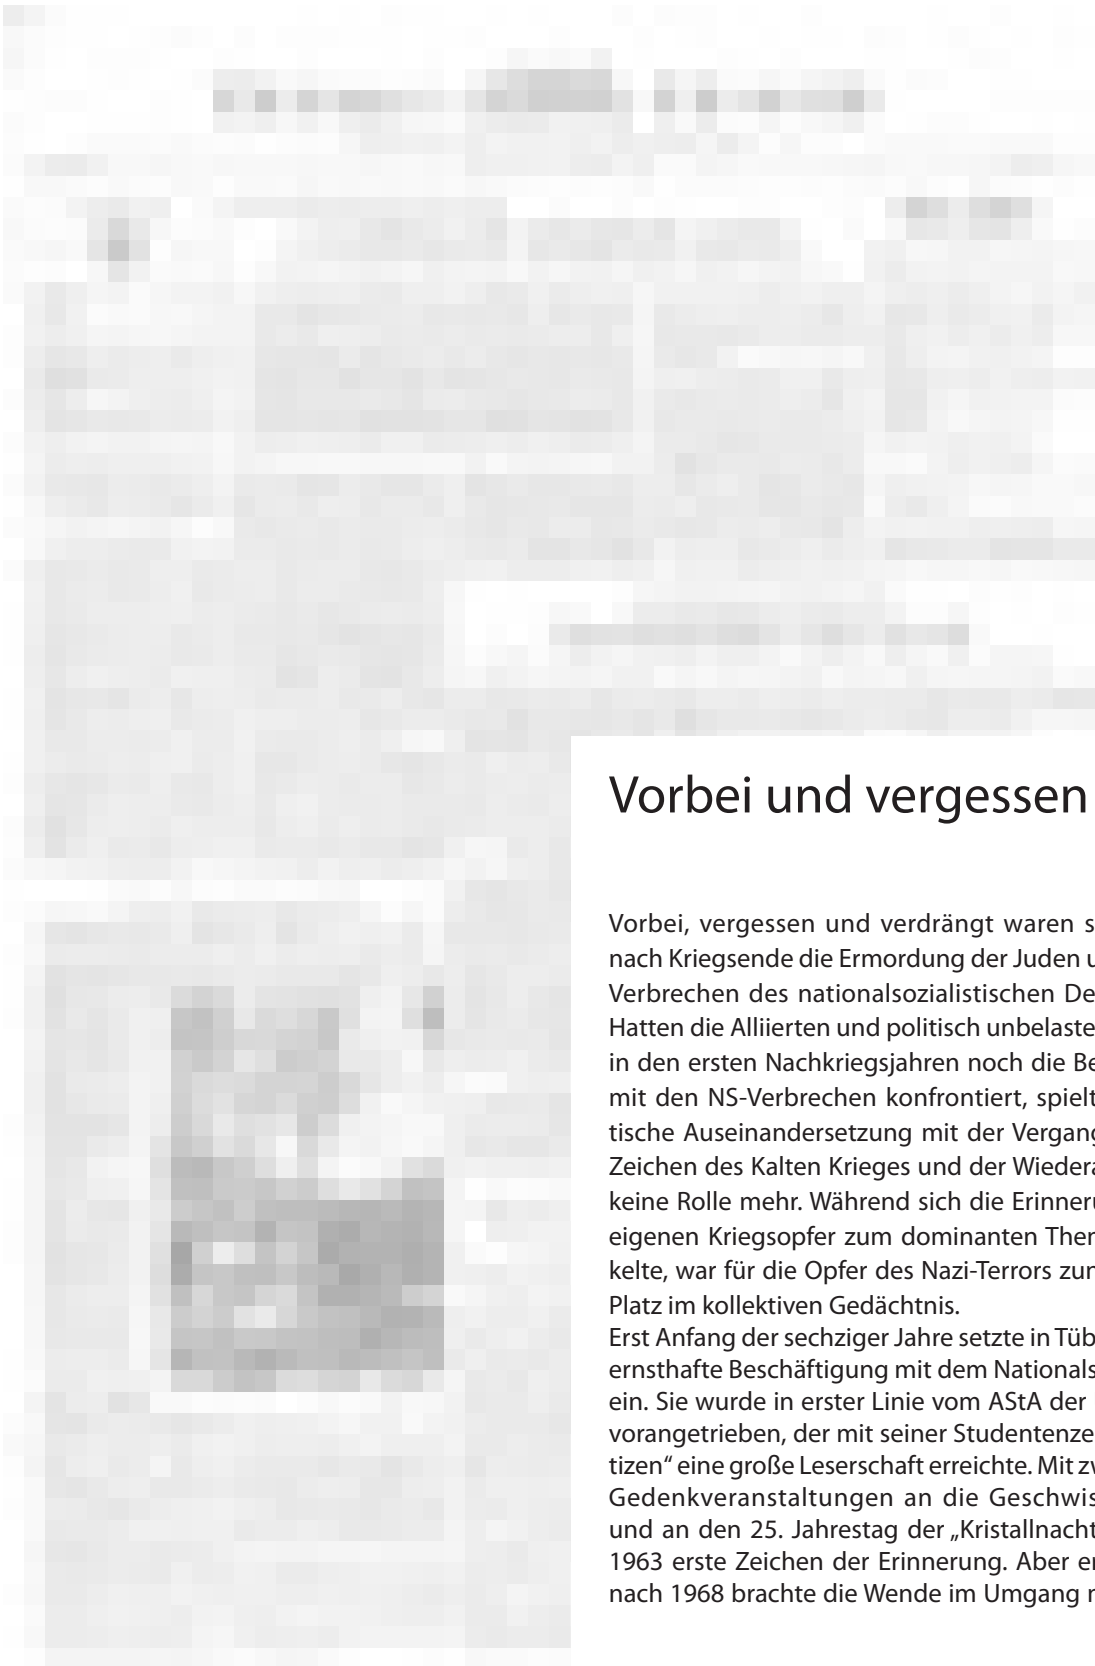 Vorbei und vergessen
Vorbei, vergessen und verdrängt waren s
nach Kriegsende die Ermordung der Juden u
Verbrechen des nationalsozialistischen De
Hatten die Alliierten und politisch unbelaste
in den ersten Nachkriegsjahren noch die Be
mit den NS-Verbrechen konfrontiert, spielt
tische Auseinandersetzung mit der Vergang
Zeichen des Kalten Krieges und der Wiedera
keine Rolle mehr. Während sich die Erinneru
eigenen Kriegsopfer zum dominanten Them
kelte, war für die Opfer des Nazi-Terrors zun
Platz im kollektiven Gedächtnis.
Erst Anfang der sechziger Jahre setzte in Tüb
ernsthafte Beschäftigung mit dem Nationals
ein. Sie wurde in erster Linie vom AStA der
vorangetrieben, der mit seiner Studentenze
tizen“ eine große Leserschaft erreichte. Mit zw
Gedenkveranstaltungen an die Geschwis
und an den 25. Jahrestag der „Kristallnacht
1963 erste Zeichen der Erinnerung. Aber er
nach 1968 brachte die Wende im Umgang m